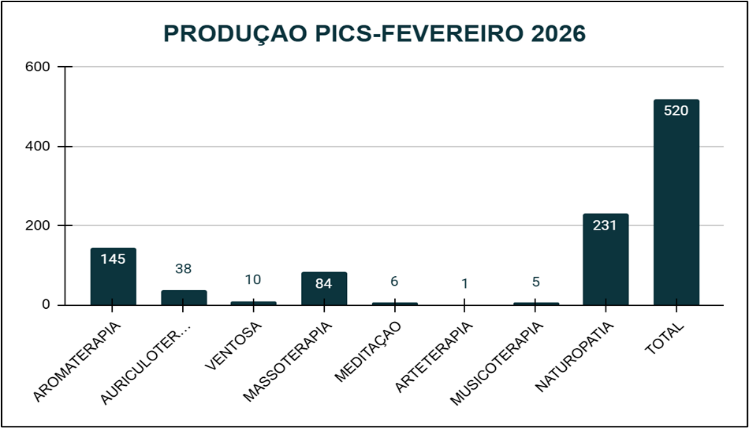 PRODUÇAO PICS-FEVEREIRO 2026
600
400
200
0
145
38
10
84
6
1
5
231
520
AROMATERAPIA
AURICULOTER...
VENTOSA
MASSOTERAPIA
MEDITAÇAO
ARTETERAPIA
MUSICOTERAPIA
NATUROPATIA
TOTAL